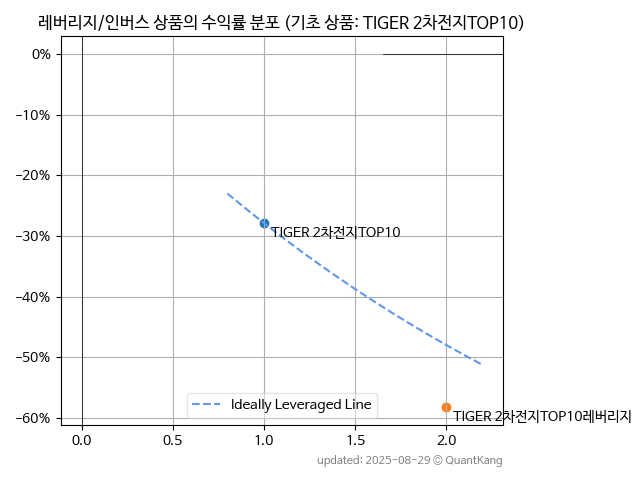 레버리지/인버스 상품의 수익률 분포 (기초 상품: TIGER 2차전지TOP10)
0%
-10%
-20%
-30%
-40%
-50%
-60%
TIGER 2차전지TOP10
TIGER 2차전지TOP10레버리지
Ideally Leveraged Line
0.0 0.5 1.0 1.5 2.0
updated: 2025-08-29 © QuantKang